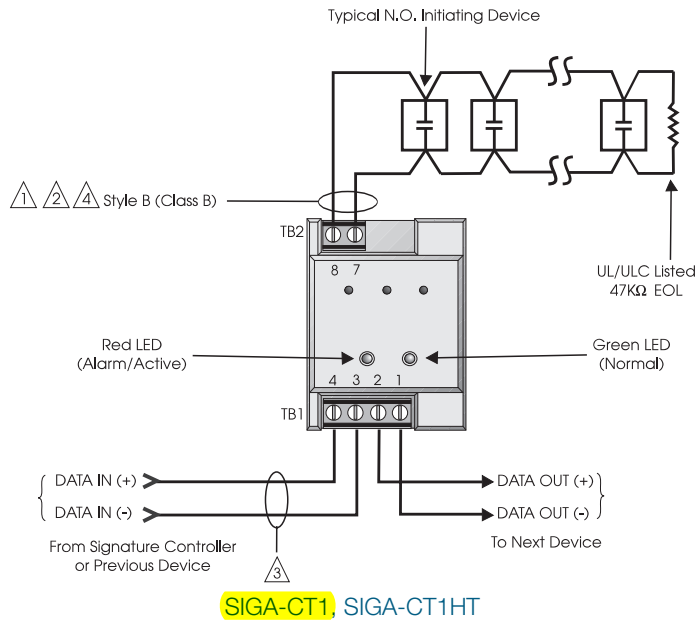 Typical N.O. Initiating Device
1 2 4 Style B (Class B)
TB2
8 7
UL/ULC Listed
47KΩ EOL
Red LED
(Alarm/Active)
Green LED
(Normal)
4 3 2 1
TB1
DATA IN (+)
DATA OUT (+)
DATA IN (-)
DATA OUT (-)
From Signature Controller
or Previous Device
To Next Device
3
SIGA-CT1, SIGA-CT1HT